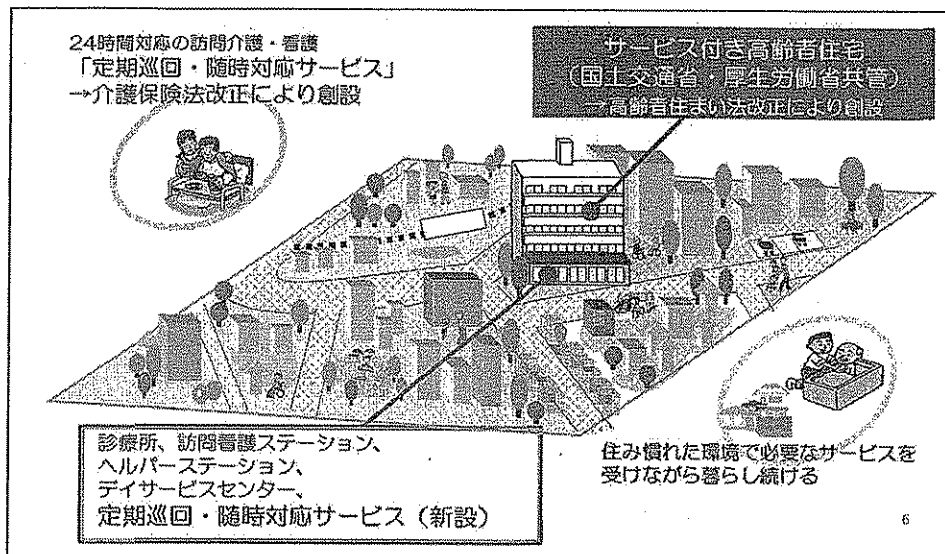 24時間対応の訪問介護・看護
「定期巡回・随時対応サービス」
→介護保険法改正により創設
サービス付き高齢者住宅
(国土交通省・厚生労働省共管)
→高齢者住まい法改正により創設
診療所、訪問看護ステーション、
ヘルパーステーション、
デイサービスセンター、
定期巡回・随時対応サービス(新設)
住み慣れた環境で必要なサービスを
受けながら暮らし続ける
6